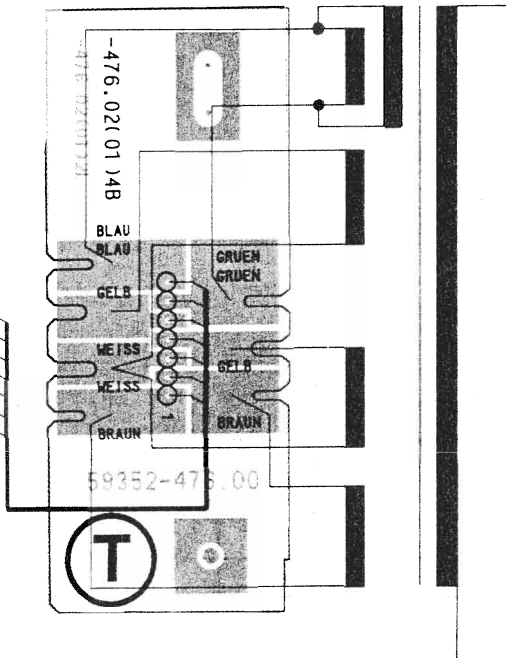 -476.02(01)4B
BLAU
BLAU
GELB
WEISS
WEISS
BRAUN
GRUEN
GRUEN
GELB
BRAUN
1
59352-476.00
T